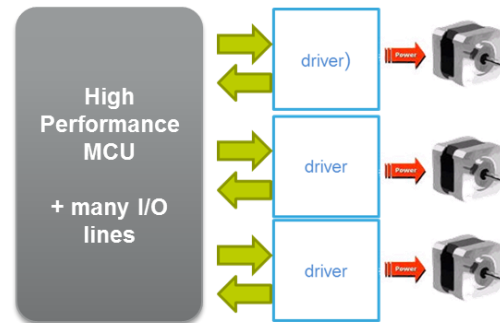 High
Performance
MCU
+ many I/O
lines
driver)
Power
driver
Power
driver
Power